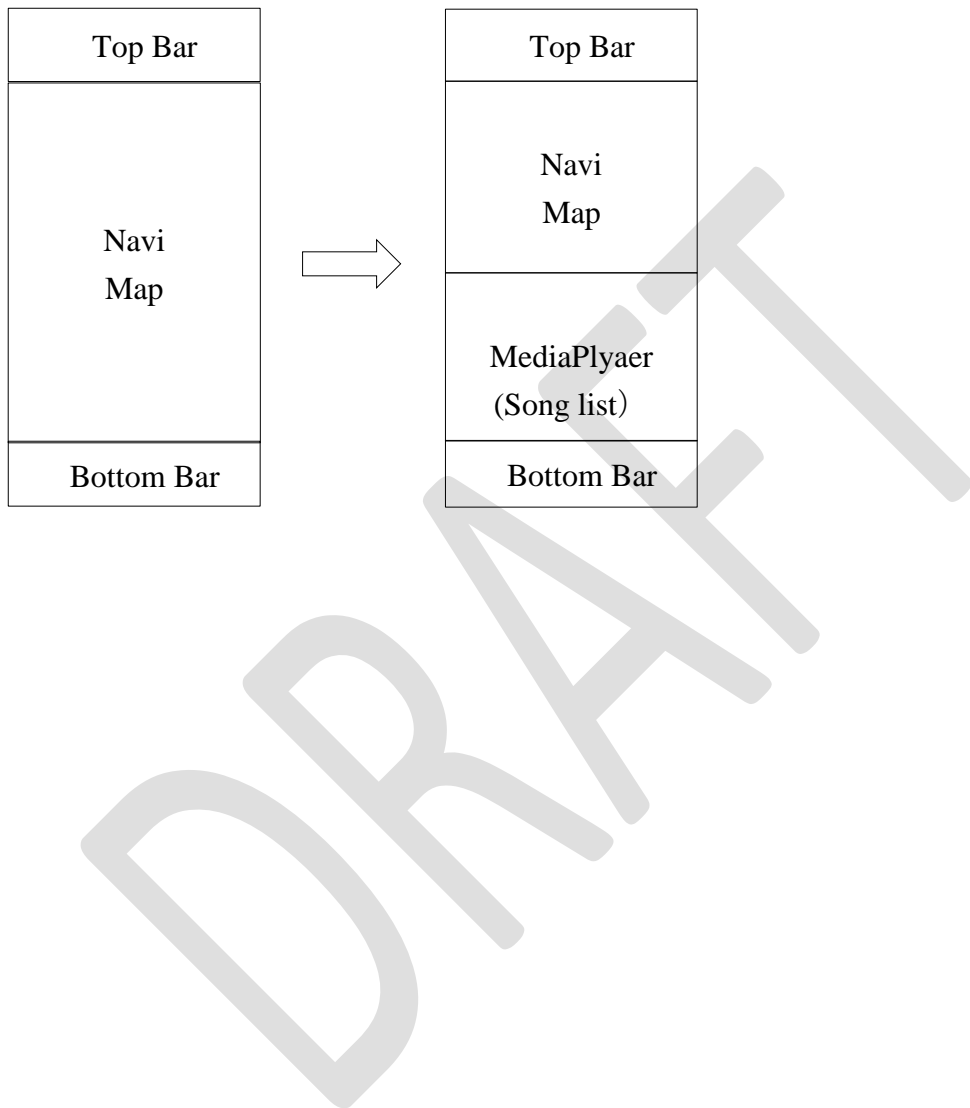 Top Bar
Navi
Map
Bottom Bar
Top Bar
Navi
Map
MediaPlyaer
(Song list）
Bottom Bar
DRAFT